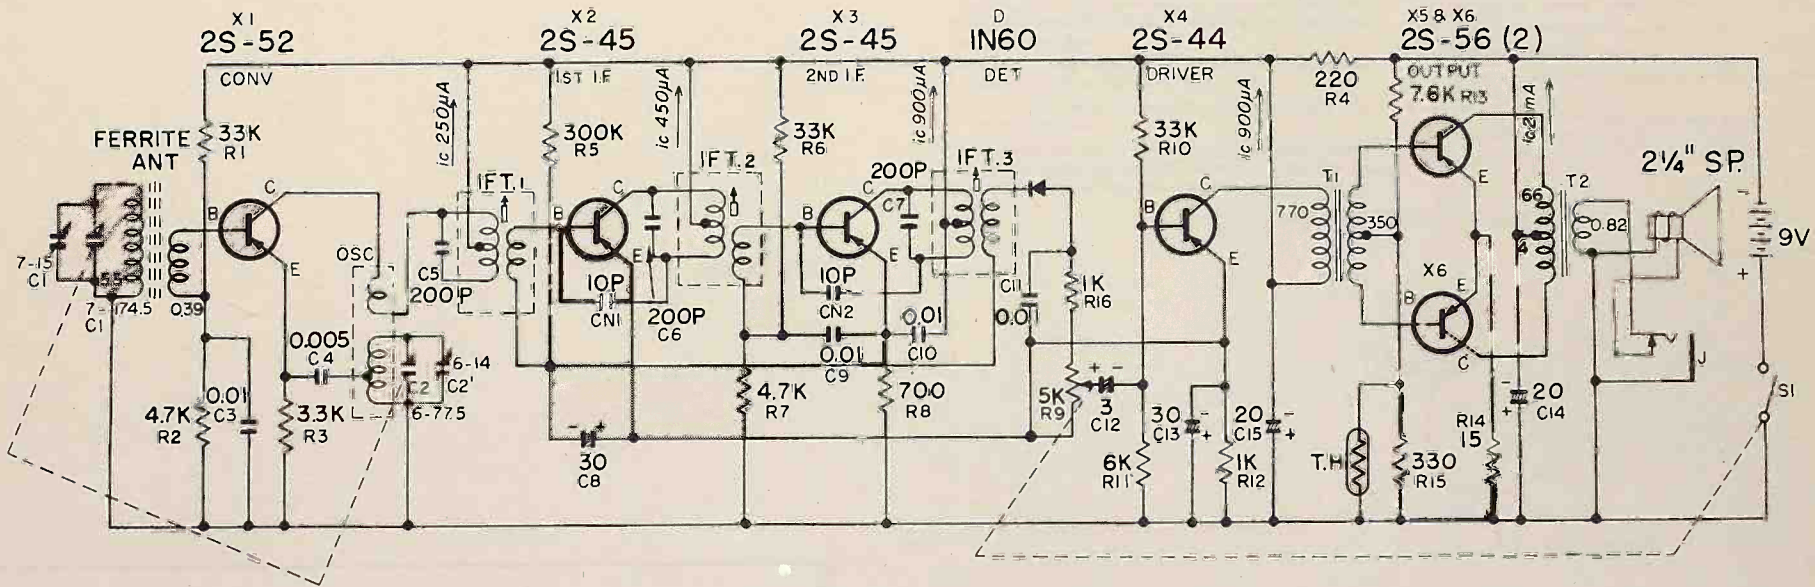 X1
2S-52
CONV
X2
2S-45
1ST I.F.
X3
2S-45
2ND I.F.
D
IN60
DET
X4
2S-44
DRIVER
X5 & X6
2S-56 (2)
OUTPUT
7.6K R13
220
R4
FERRITE
ANT
33K
R1
ic 250µA
300K
R5
ic 450µA
33K
R6
ic 900µA
33K
R10
ic 900µA
ic 2mA
2¼" SP.
IFT.1
IFT.2
200P
C7
IFT.3
B
C
E
B
C
E
B
C
E
B
C
E
T1
770
350
E
X6
B
E
C
66
T2
0.82
9V
-
+
7-15
C1'
7-174.5
C1
0.39
OSC
C5
200P
10P
CN1
200P
C6
10P
CN2
C11
0.01
1K
R16
0.005
C4
C2
6-14
C2'
6-77.5
0.01
C9
0.01
C10
4.7K
R2
0.01
C3
3.3K
R3
4.7K
R7
700
R8
5K
R9
+ -
3
C12
30
C13
-
+
20
C15
-
+
- +
30
C8
6K
R11
1K
R12
T.H
330
R15
R14
15
-
+
20
C14
J
S1